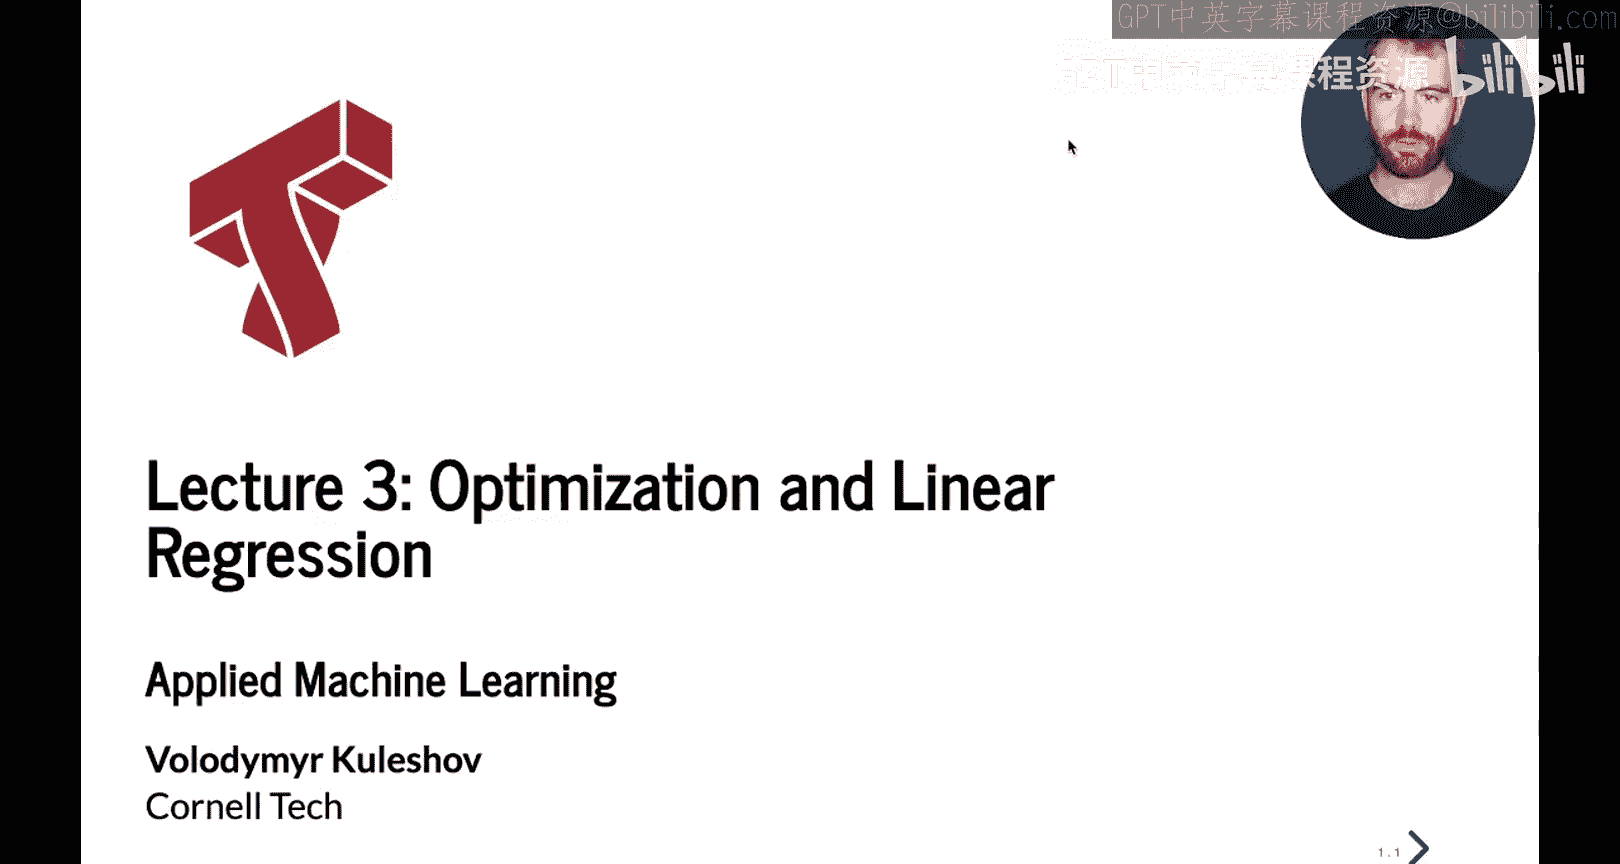 GPT中英字幕课程资源@bilibili.com
课程资源 bilibili
Lecture 3: Optimization and Linear
Regression
Applied Machine Learning
Volodymyr Kuleshov
Cornell Tech
1.1